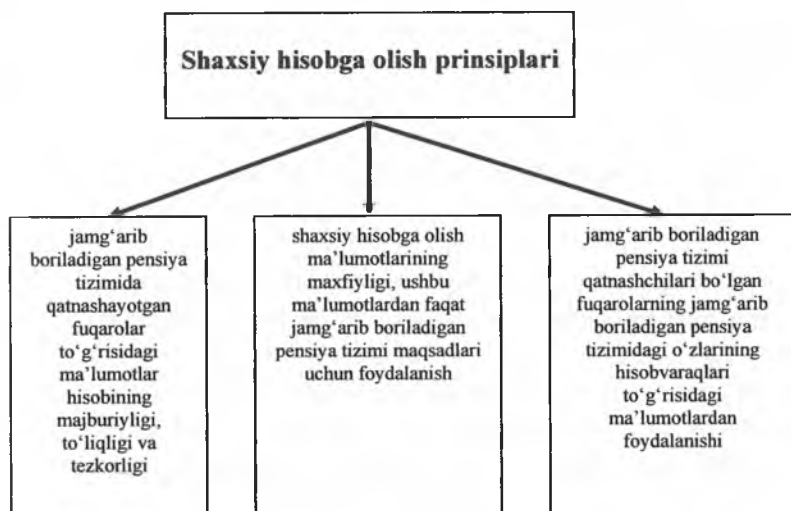 Shaxsiy hisobga olish prinsiplari
jamg‘arib
boriladigan pensiya
tizimida
qatnashayotgan
fuqarolar
to‘g‘risidagi
ma’lumotlar
hisobining
majburiyligi,
to‘liqligi va
tezkorligi
shaxsiy hisobga olish
ma’lumotlarining
maxfiyligi, ushbu
ma’lumotlardan faqat
jamg‘arib boriladigan
pensiya tizimi maqsadlari
uchun foydalanish
jamg‘arib boriladigan
pensiya tizimi
qatnashchilari bo‘lgan
fuqarolarning jamg‘arib
boriladigan pensiya
tizimidagi o‘zlarining
hisobvaraqlari
to‘g‘risidagi
ma’lumotlardan
foydalanishi